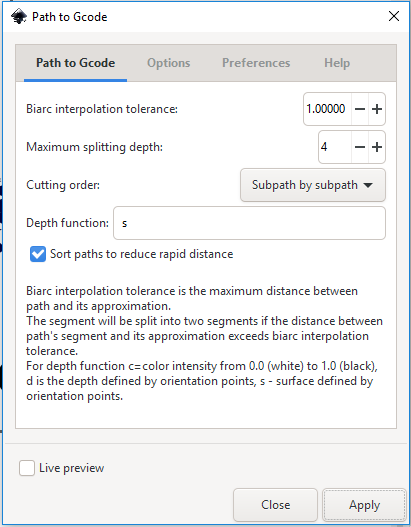 Path to Gcode
Path to Gcode Options Preferences Help
Biarc interpolation tolerance: 1.00000
Maximum splitting depth: 4
Cutting order: Subpath by subpath
Depth function: s
Sort paths to reduce rapid distance
Biarc interpolation tolerance is the maximum distance between
path and its approximation.
The segment will be split into two segments if the distance between
path's segment and its approximation exceeds biarc interpolation
tolerance.
For depth function c=color intensity from 0.0 (white) to 1.0 (black),
d is the depth defined by orientation points, s - surface defined by
orientation points.
Live preview
Close Apply